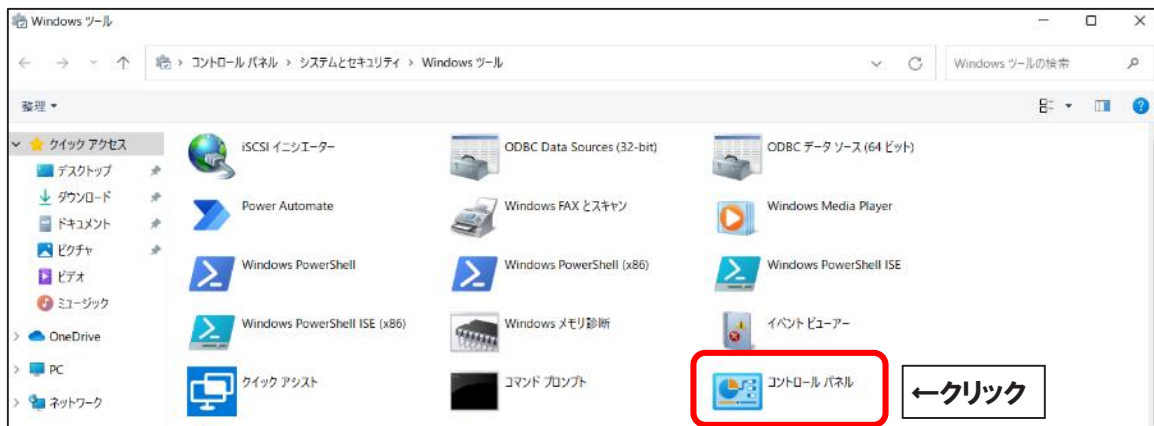 Windows ツール
コントロール パネル › システムとセキュリティ › Windows ツール
Windows ツールの検索
整理
クイック アクセス
デスクトップ
ダウンロード
ドキュメント
ピクチャ
ビデオ
ミュージック
OneDrive
PC
ネットワーク
iSCSI イニシエーター
ODBC Data Sources (32-bit)
ODBC データ ソース (64 ビット)
Power Automate
Windows FAX とスキャン
Windows Media Player
Windows PowerShell
Windows PowerShell (x86)
Windows PowerShell ISE
Windows PowerShell ISE (x86)
Windows メモリ診断
イベント ビューアー
クイック アシスト
コマンド プロンプト
コントロール パネル
←クリック